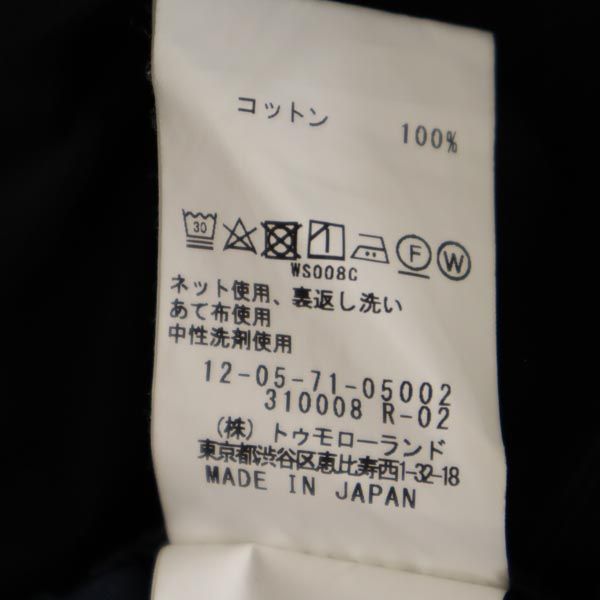 コットン 100%
30
F W
WS008C
ネット使用、裏返し洗い
あて布使用
中性洗剤使用
12-05-71-05002
310008 R-02
(株) トゥモローランド
東京都渋谷区恵比寿西1-32-18
MADE IN JAPAN